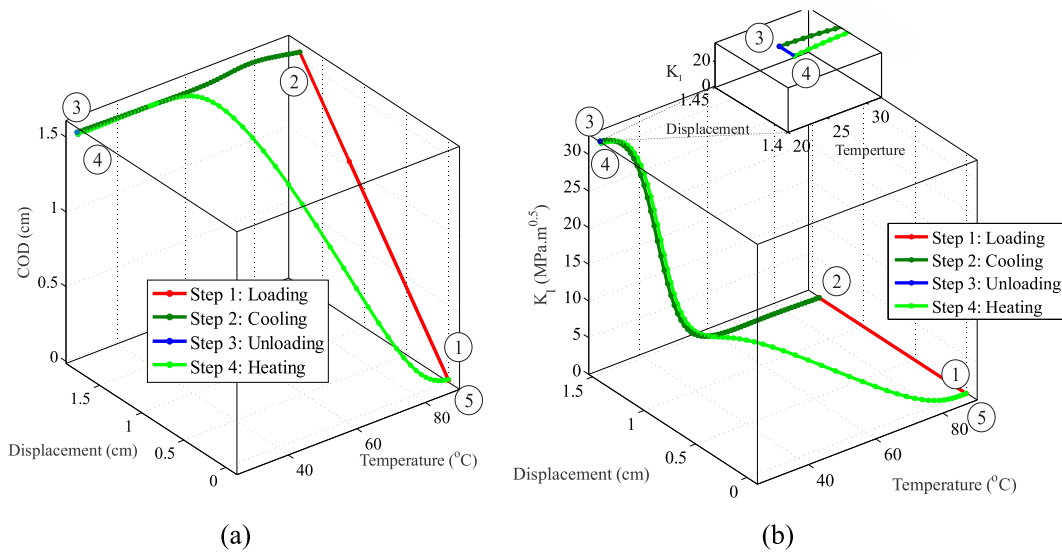 3
4
2
1
5
1.5
1
0.5
0
COD (cm)
1.5
1
0.5
0
Displacement (cm)
40
60
80
Temperature (°C)
Step 1: Loading
Step 2: Cooling
Step 3: Unloading
Step 4: Heating
(a)
3
4
20
0
K_I
1.45
1.4
Displacement
20
25
30
Temperture
3
4
2
1
5
30
25
20
15
10
5
0
K_I (MPa.m^0.5)
1.5
1
0.5
0
Displacement (cm)
40
60
80
Temperature (°C)
Step 1: Loading
Step 2: Cooling
Step 3: Unloading
Step 4: Heating
(b)